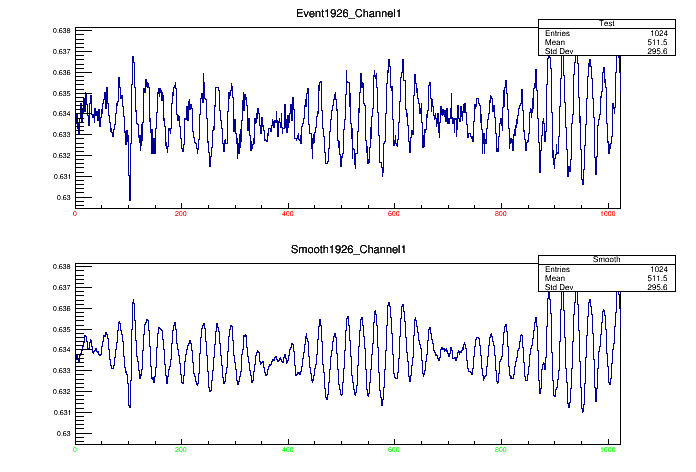 Event1926_Channel1
Test
Entries 1024
Mean 511.5
Std Dev 295.6
0.638
0.637
0.636
0.635
0.634
0.633
0.632
0.631
0.63
0 200 400 600 800 1000
Smooth1926_Channel1
Smooth
Entries 1024
Mean 511.5
Std Dev 295.6
0.638
0.637
0.636
0.635
0.634
0.633
0.632
0.631
0.63
0 200 400 600 800 1000